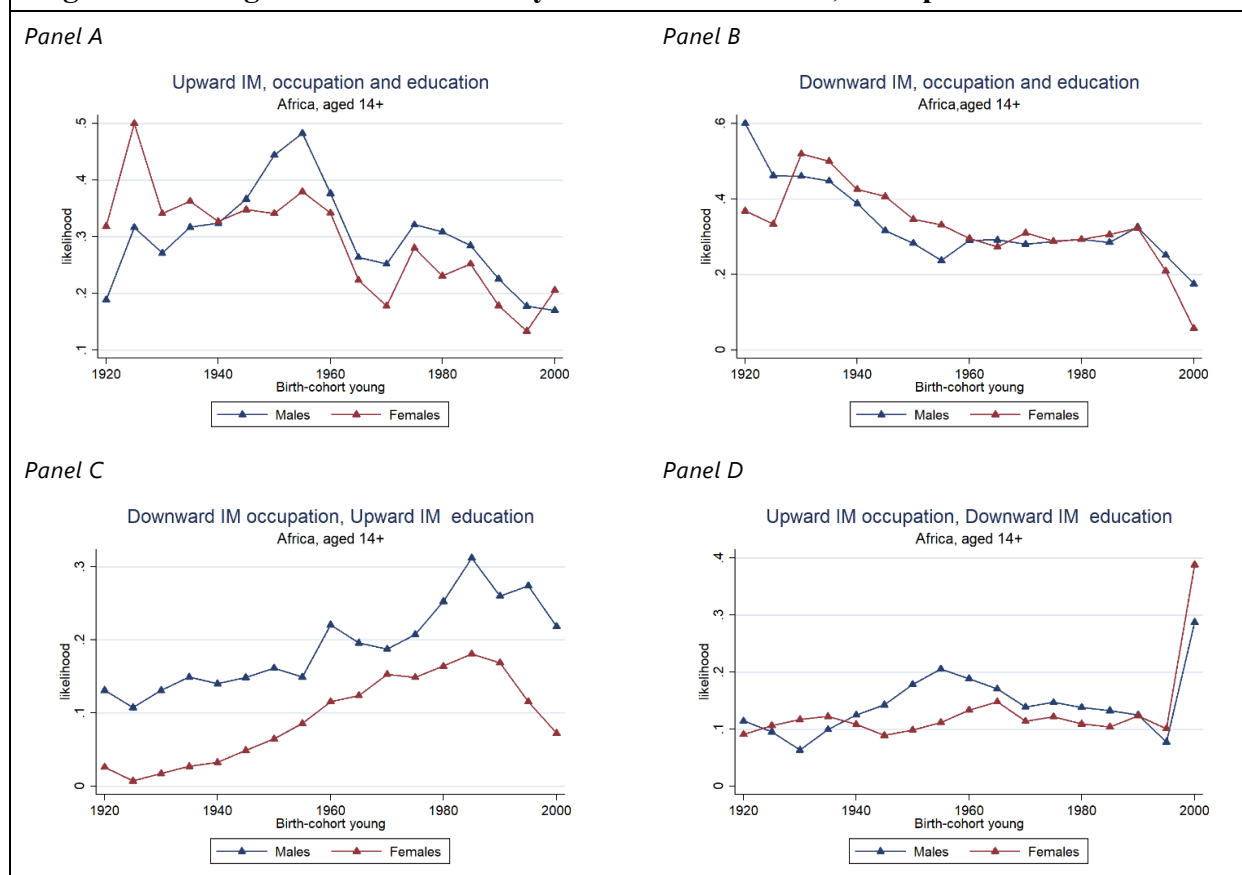 Panel A
Upward IM, occupation and education
Africa, aged 14+
likelihood
.5
.4
.3
.2
.1
1920 1940 1960 1980 2000
Birth-cohort young
Males Females
Panel B
Downward IM, occupation and education
Africa,aged 14+
likelihood
.6
.4
.2
0
1920 1940 1960 1980 2000
Birth-cohort young
Males Females
Panel C
Downward IM occupation, Upward IM education
Africa, aged 14+
likelihood
.3
.2
.1
0
1920 1940 1960 1980 2000
Birth-cohort young
Males Females
Panel D
Upward IM occupation, Downward IM education
Africa, aged 14+
likelihood
.4
.3
.2
.1
0
1920 1940 1960 1980 2000
Birth-cohort young
Males Females